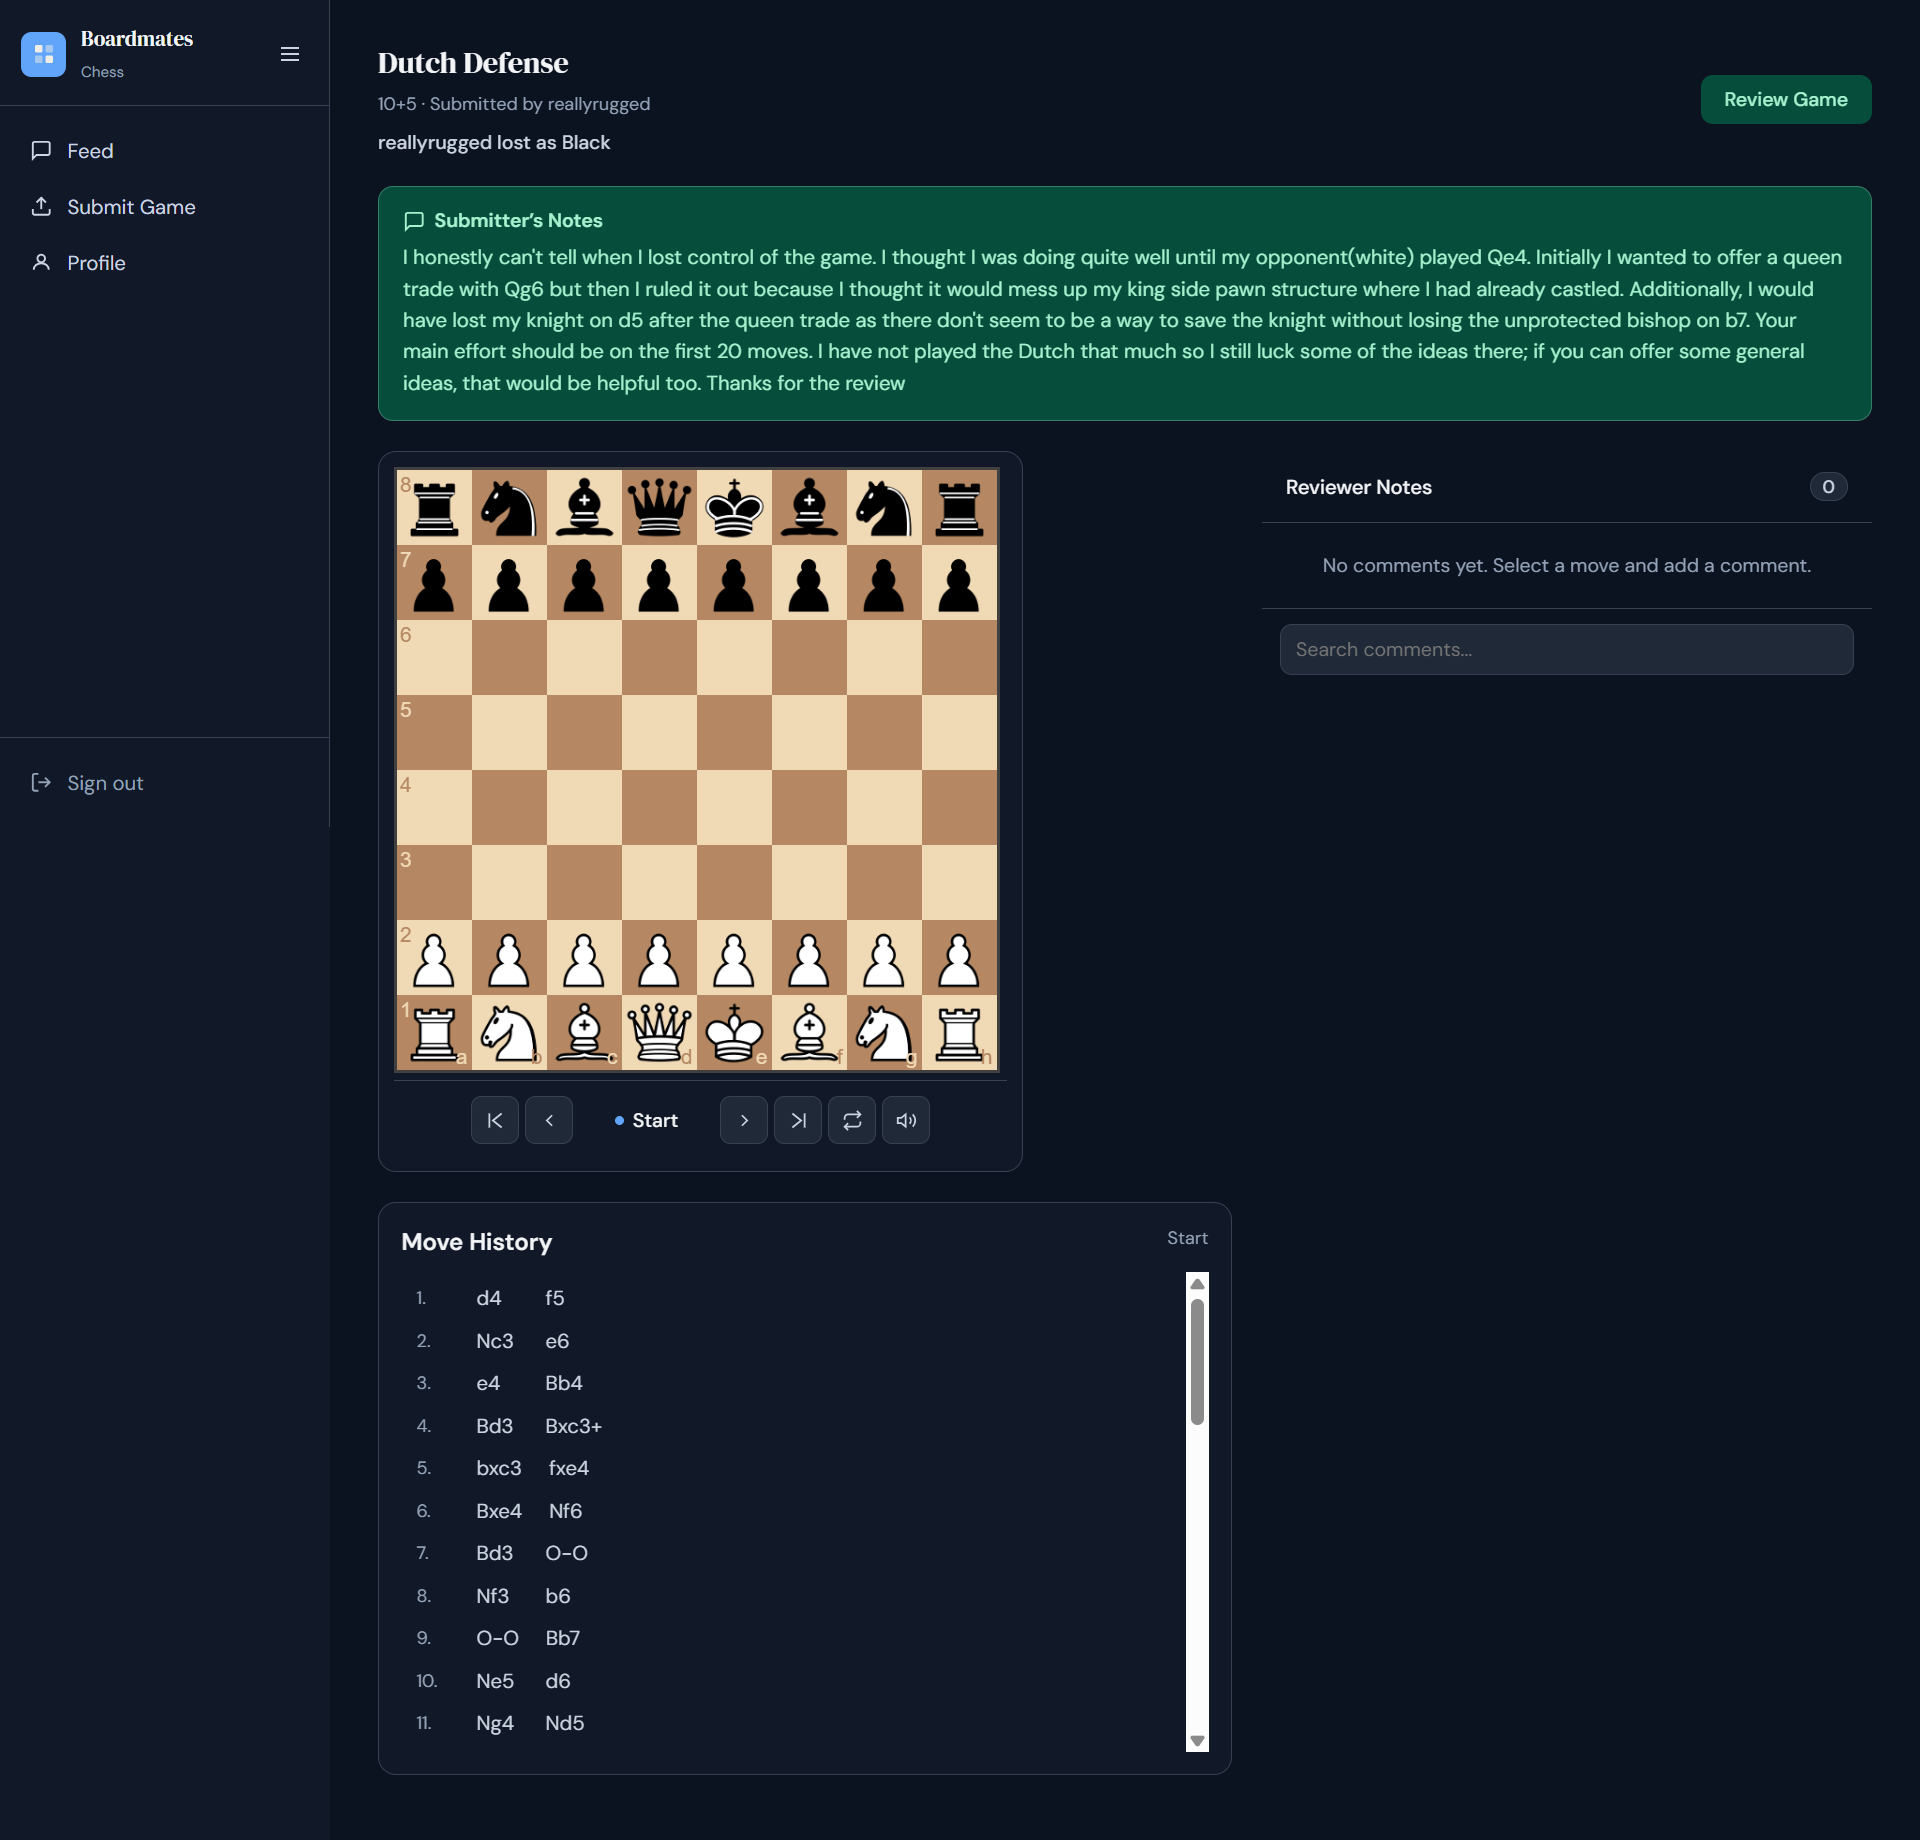 Boardmates
Chess
Feed
Submit Game
Profile
Sign out
Dutch Defense
10+5 · Submitted by reallyrugged
reallyrugged lost as Black
Review Game
Submitter's Notes
I honestly can't tell when I lost control of the game. I thought I was doing quite well until my opponent(white) played Qe4. Initially I wanted to offer a queen
trade with Qg6 but then I ruled it out because I thought it would mess up my king side pawn structure where I had already castled. Additionally, I would
have lost my knight on d5 after the queen trade as there don't seem to be a way to save the knight without losing the unprotected bishop on b7. Your
main effort should be on the first 20 moves. I have not played the Dutch that much so I still luck some of the ideas there; if you can offer some general
ideas, that would be helpful too. Thanks for the review
8
7
6
5
4
3
2
1
a b c d e f g h
Start
Reviewer Notes 0
No comments yet. Select a move and add a comment.
Search comments...
Move History Start
1. d4 f5
2. Nc3 e6
3. e4 Bb4
4. Bd3 Bxc3+
5. bxc3 fxe4
6. Bxe4 Nf6
7. Bd3 O-O
8. Nf3 b6
9. O-O Bb7
10. Ne5 d6
11. Ng4 Nd5